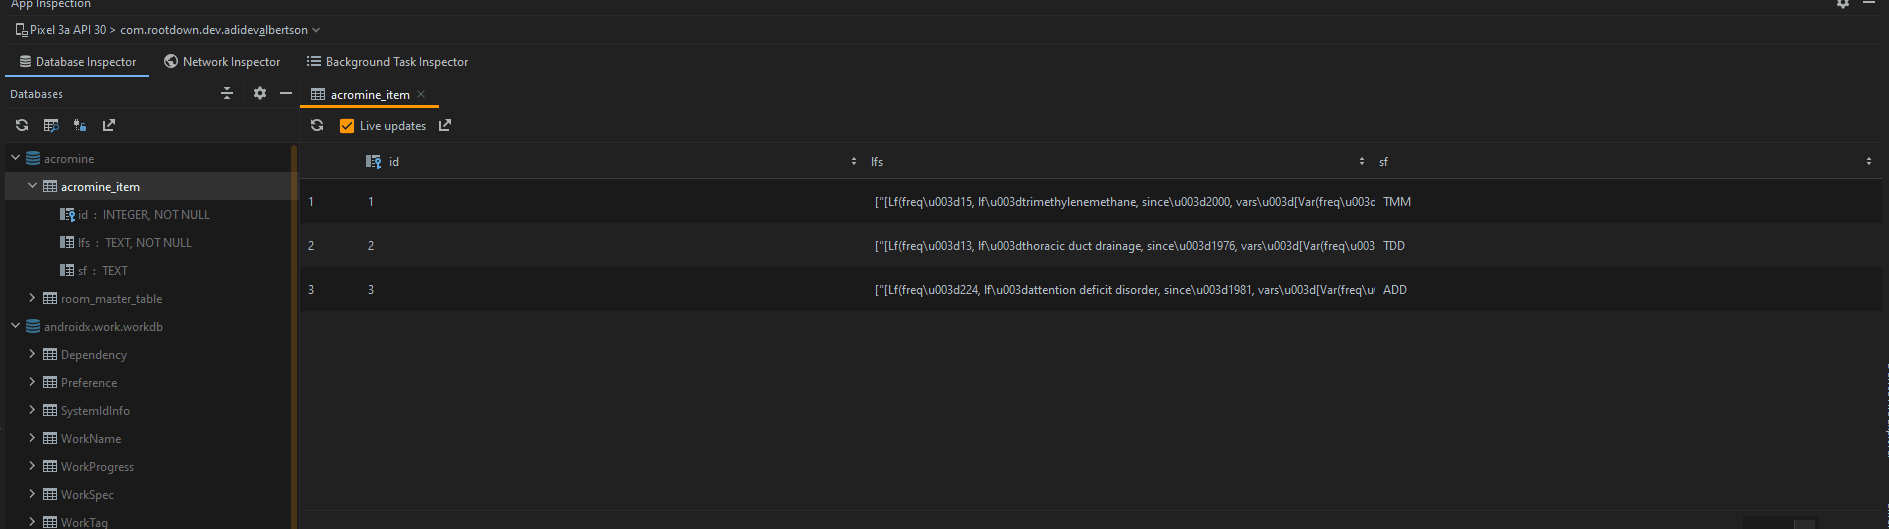 App Inspection
Pixel 3a API 30 > com.rootdown.dev.adidevalbertson
Database Inspector Network Inspector Background Task Inspector
Databases
acromine_item
Live updates
acromine
acromine_item
id : INTEGER, NOT NULL
lfs : TEXT, NOT NULL
sf : TEXT
room_master_table
androidx.work.workdb
Dependency
Preference
SystemIdInfo
WorkName
WorkProgress
WorkSpec
WorkTag
id lfs sf
1 1 ["[Lf(freq\u003d15, lf\u003dtrimethylenemethane, since\u003d2000, vars\u003d[Var(freq\u003c TMM
2 2 ["[Lf(freq\u003d13, lf\u003dthoracic duct drainage, since\u003d1976, vars\u003d[Var(freq\u003 TDD
3 3 ["[Lf(freq\u003d224, lf\u003dattention deficit disorder, since\u003d1981, vars\u003d[Var(freq\u ADD